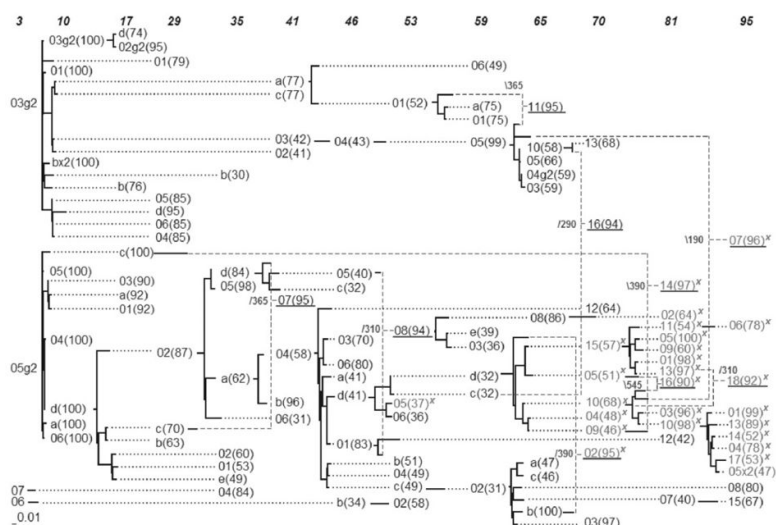 3 10 17 29 35 41 46 53 59 65 70 81 95
03g2(100) d(74)
02g2(95)
01(79)
01(100)
06(49)
a(77)
\365
c(77)
01(52) a(75) 11(95)
03g2
01(75)
03(42) 04(43) 05(99)
02(41)
10(58) 13(68)
bx2(100)
05(66)
b(30)
04g2(59)
b(76)
03(59)
05(85)
d(95)
06(85)
/290 16(94)
04(85)
\190 07(96)x
c(100)
05(100) d(84) 05(40)
03(90) 05(98) c(32)
\390 14(97)x
a(92)
/365 07(95)
01(92)
12(64)
08(86) 02(64)x
/310 08(94)
11(54)x 06(78)x
04(100) 03(70) e(39)
15(57)x 05(100)x
02(87) 04(58) 03(36)
09(60)x
05g2
06(80)
01(98)x
a(62) a(41) d(32) 05(51)x 13(97)x /310
\545 16(90)x 18(92)x
d(41) c(32)
b(96) 05(37)x 10(68)x
d(100)
06(31) 06(36) 04(48)x 03(96)x 01(99)x
a(100) c(70)
09(46)x 10(98)x 13(89)x
06(100) b(63) 01(83) 12(42) 14(52)x
02(60) /390 02(95)x 04(78)x
01(53) b(51) a(47) 17(53)x
04(49) c(46) 05x2(47)
e(49)
07 04(84) c(49) 02(31) 08(80)
06 b(34) 02(58) 07(40) 15(67)
b(100)
_0.01
03(97)